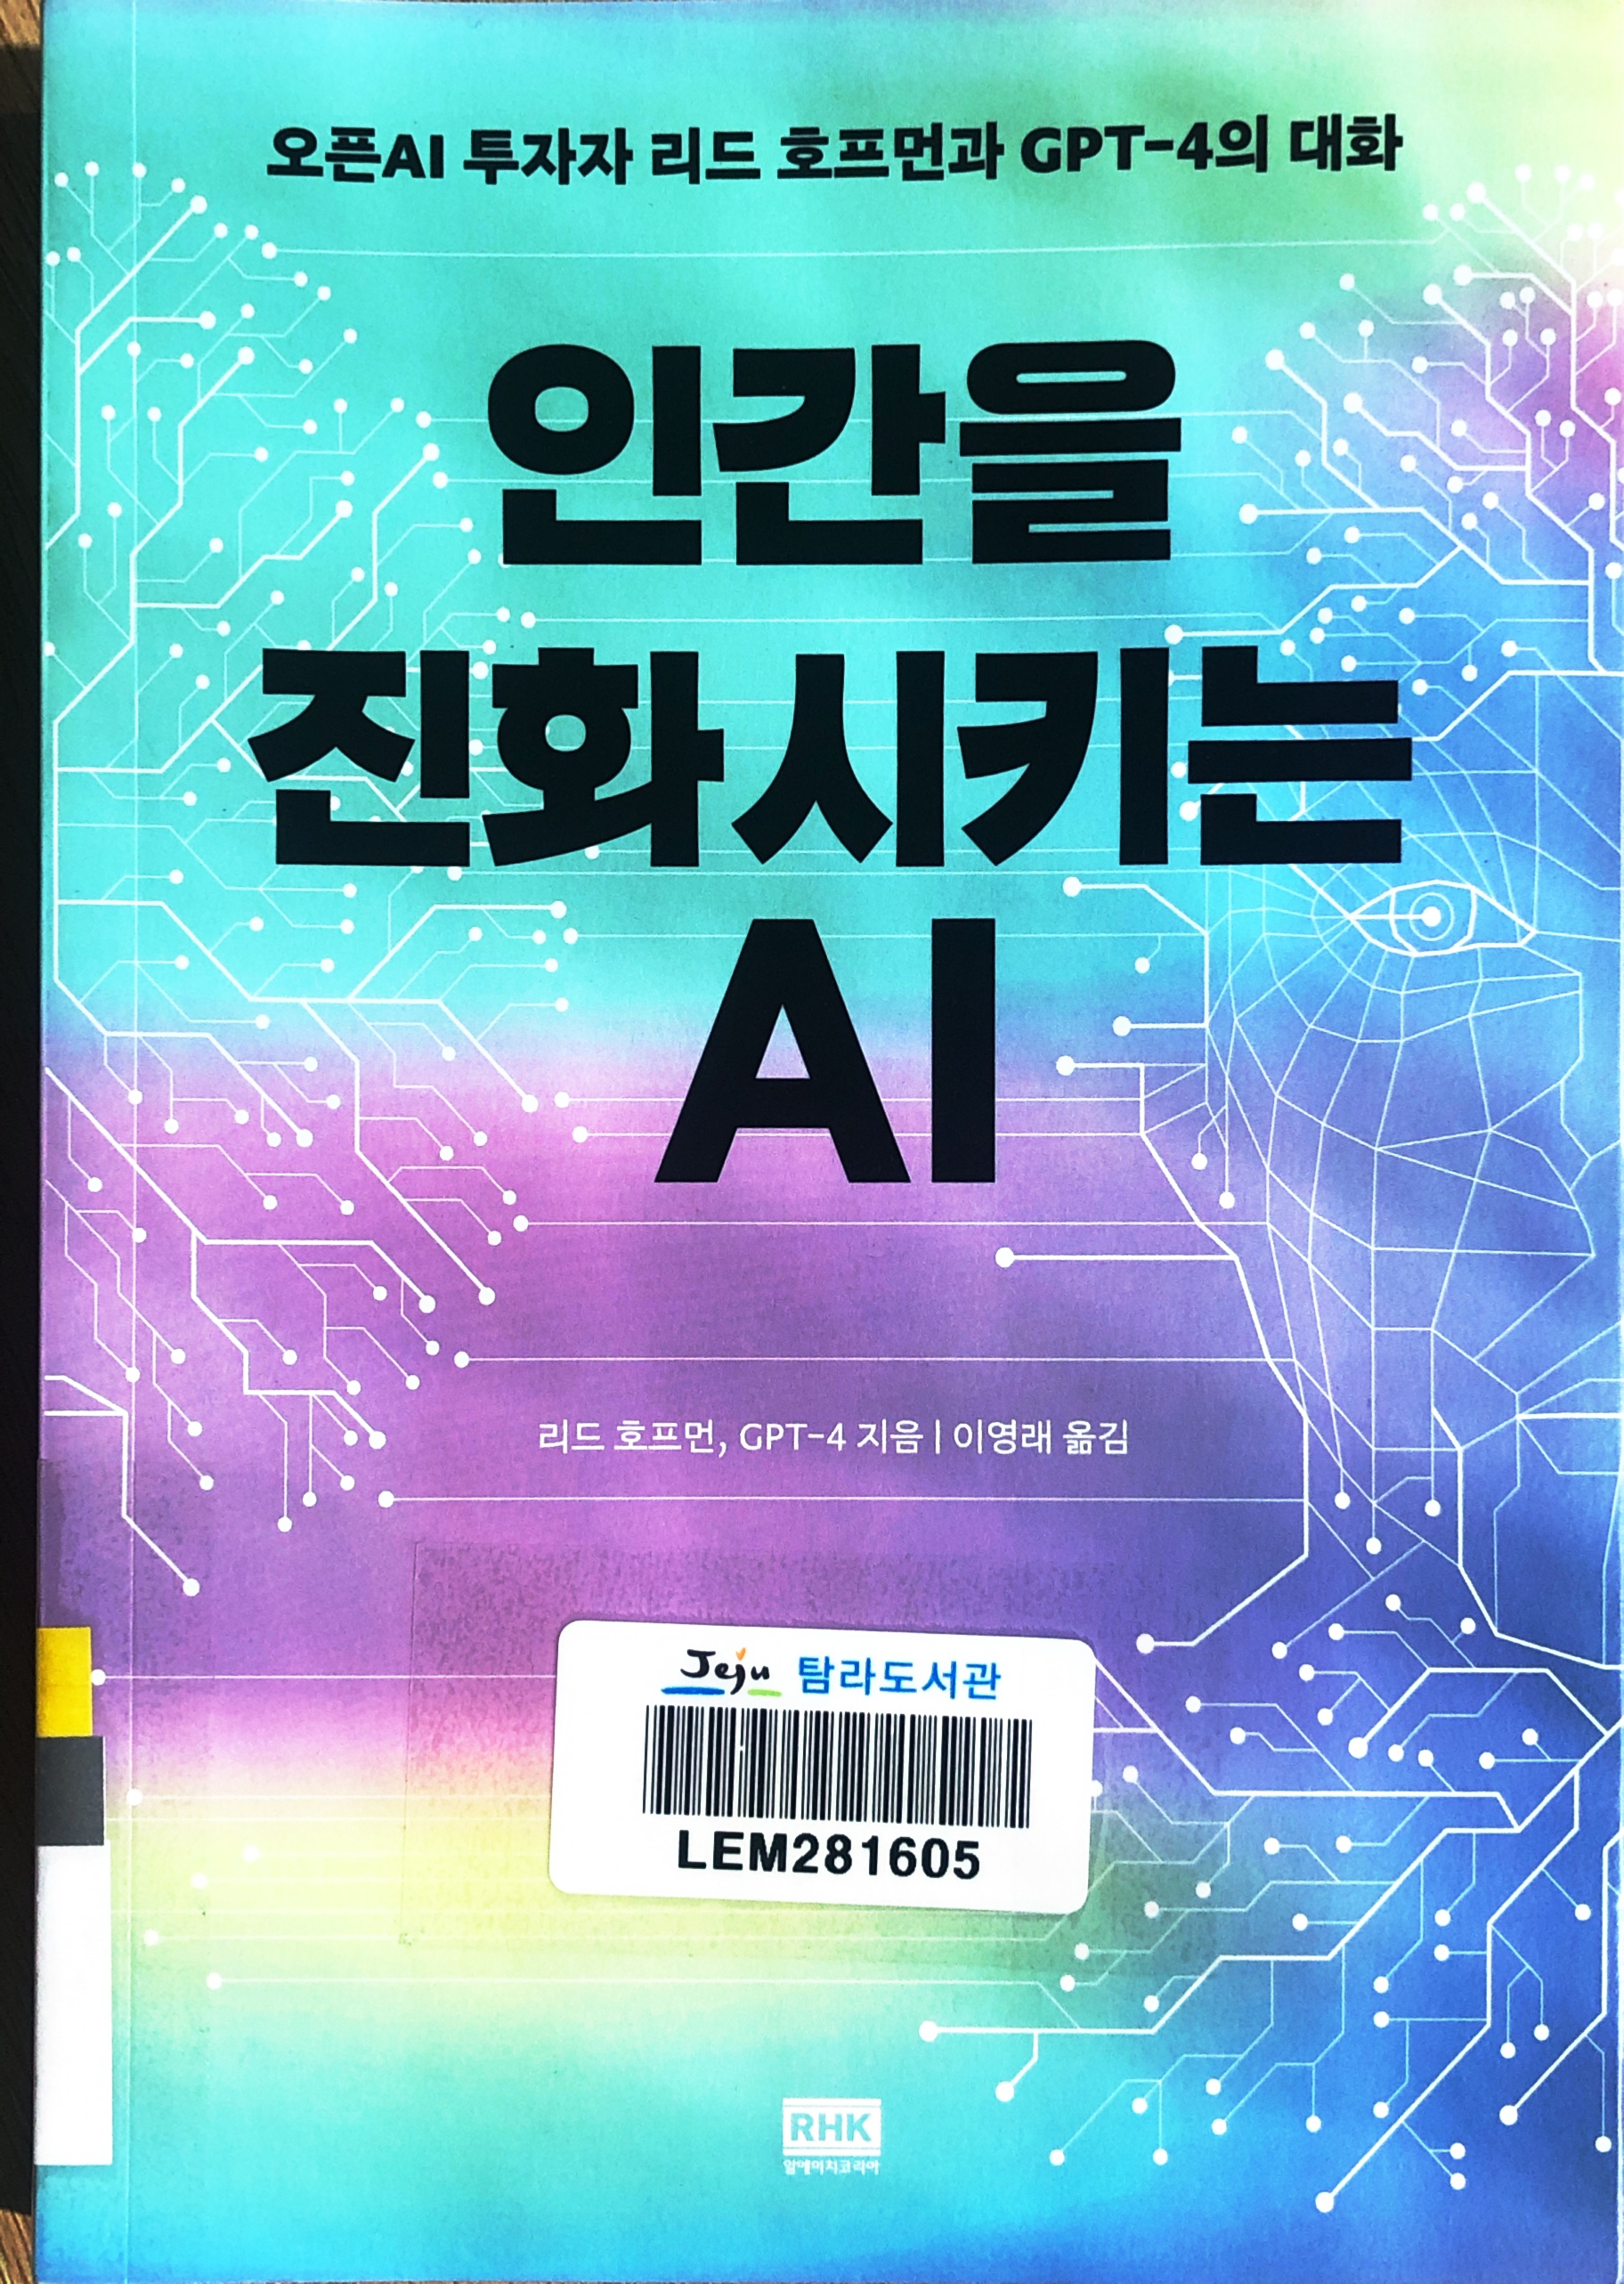 오픈AI 투자자 리드 호프먼과 GPT-4의 대화
인간을
진화시키는
AI
리드 호프먼, GPT-4 지음 | 이영래 옮김
Jeju 탐라도서관
LEM281605
RHK
알에이치코리아